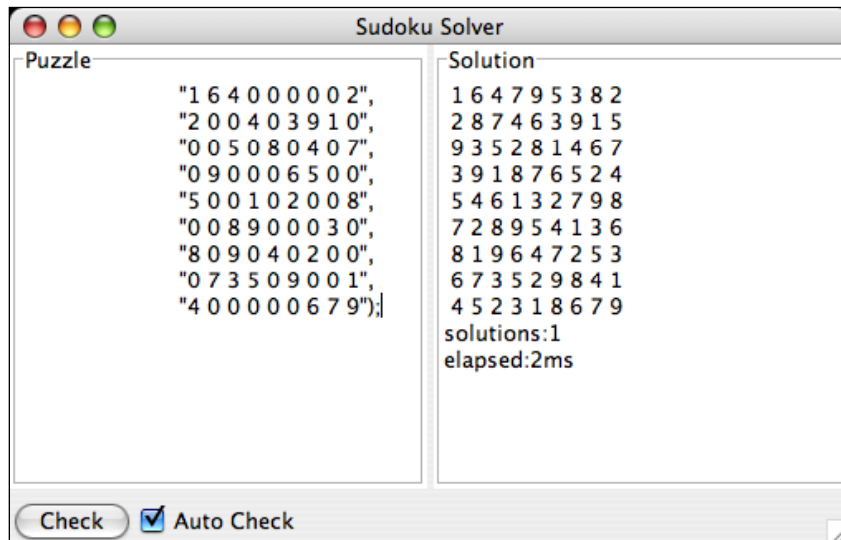 Sudoku Solver
Puzzle
"1 6 4 0 0 0 0 0 2",
"2 0 0 4 0 3 9 1 0",
"0 0 5 0 8 0 4 0 7",
"0 9 0 0 0 6 5 0 0",
"5 0 0 1 0 2 0 0 8",
"0 0 8 9 0 0 0 3 0",
"8 0 9 0 4 0 2 0 0",
"0 7 3 5 0 9 0 0 1",
"4 0 0 0 0 0 6 7 9");
Solution
1 6 4 7 9 5 3 8 2
2 8 7 4 6 3 9 1 5
9 3 5 2 8 1 4 6 7
3 9 1 8 7 6 5 2 4
5 4 6 1 3 2 7 9 8
7 2 8 9 5 4 1 3 6
8 1 9 6 4 7 2 5 3
6 7 3 5 2 9 8 4 1
4 5 2 3 1 8 6 7 9
solutions:1
elapsed:2ms
Check
Auto Check